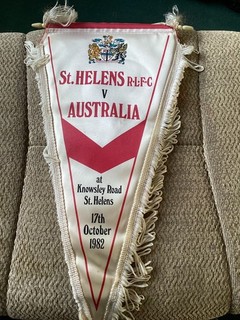 St. HELENS R·L·F·C
V
AUSTRALIA
at
Knowsley Road
St. Helens
17th
October
1982